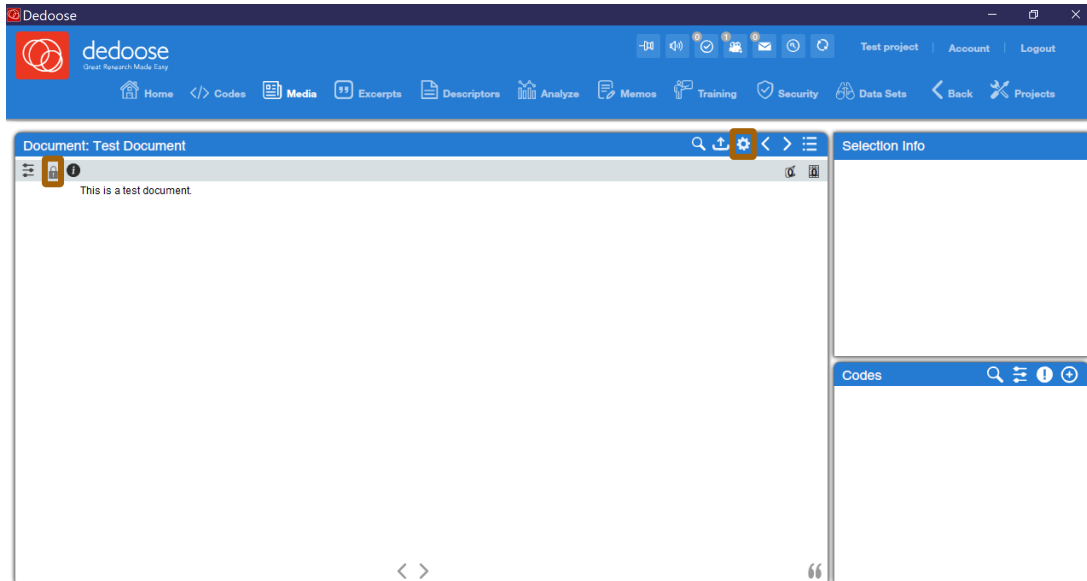 Dedoose
dedoose
Great Research Made Easy
0 1 0
Test project | Account | Logout
Home </> Codes Media Excerpts Descriptors Analyze Memos Training Security Data Sets Back Projects
Document: Test Document
Selection Info
This is a test document.
Codes